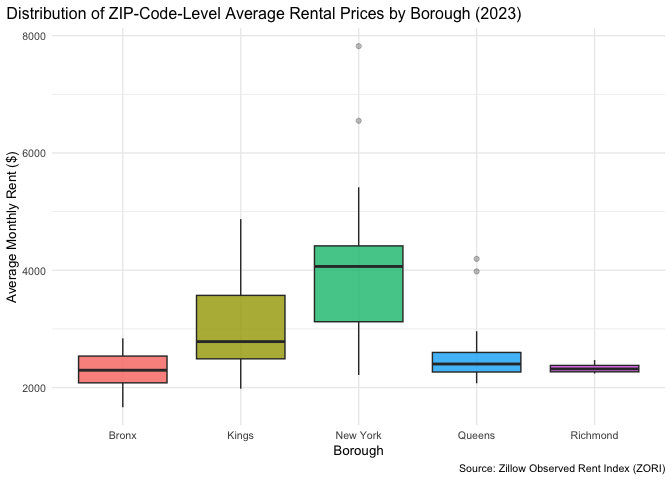 Distribution of ZIP-Code-Level Average Rental Prices by Borough (2023)
Average Monthly Rent ($)
8000
6000
4000
2000
Bronx
Kings
New York
Queens
Richmond
Borough
Source: Zillow Observed Rent Index (ZORI)